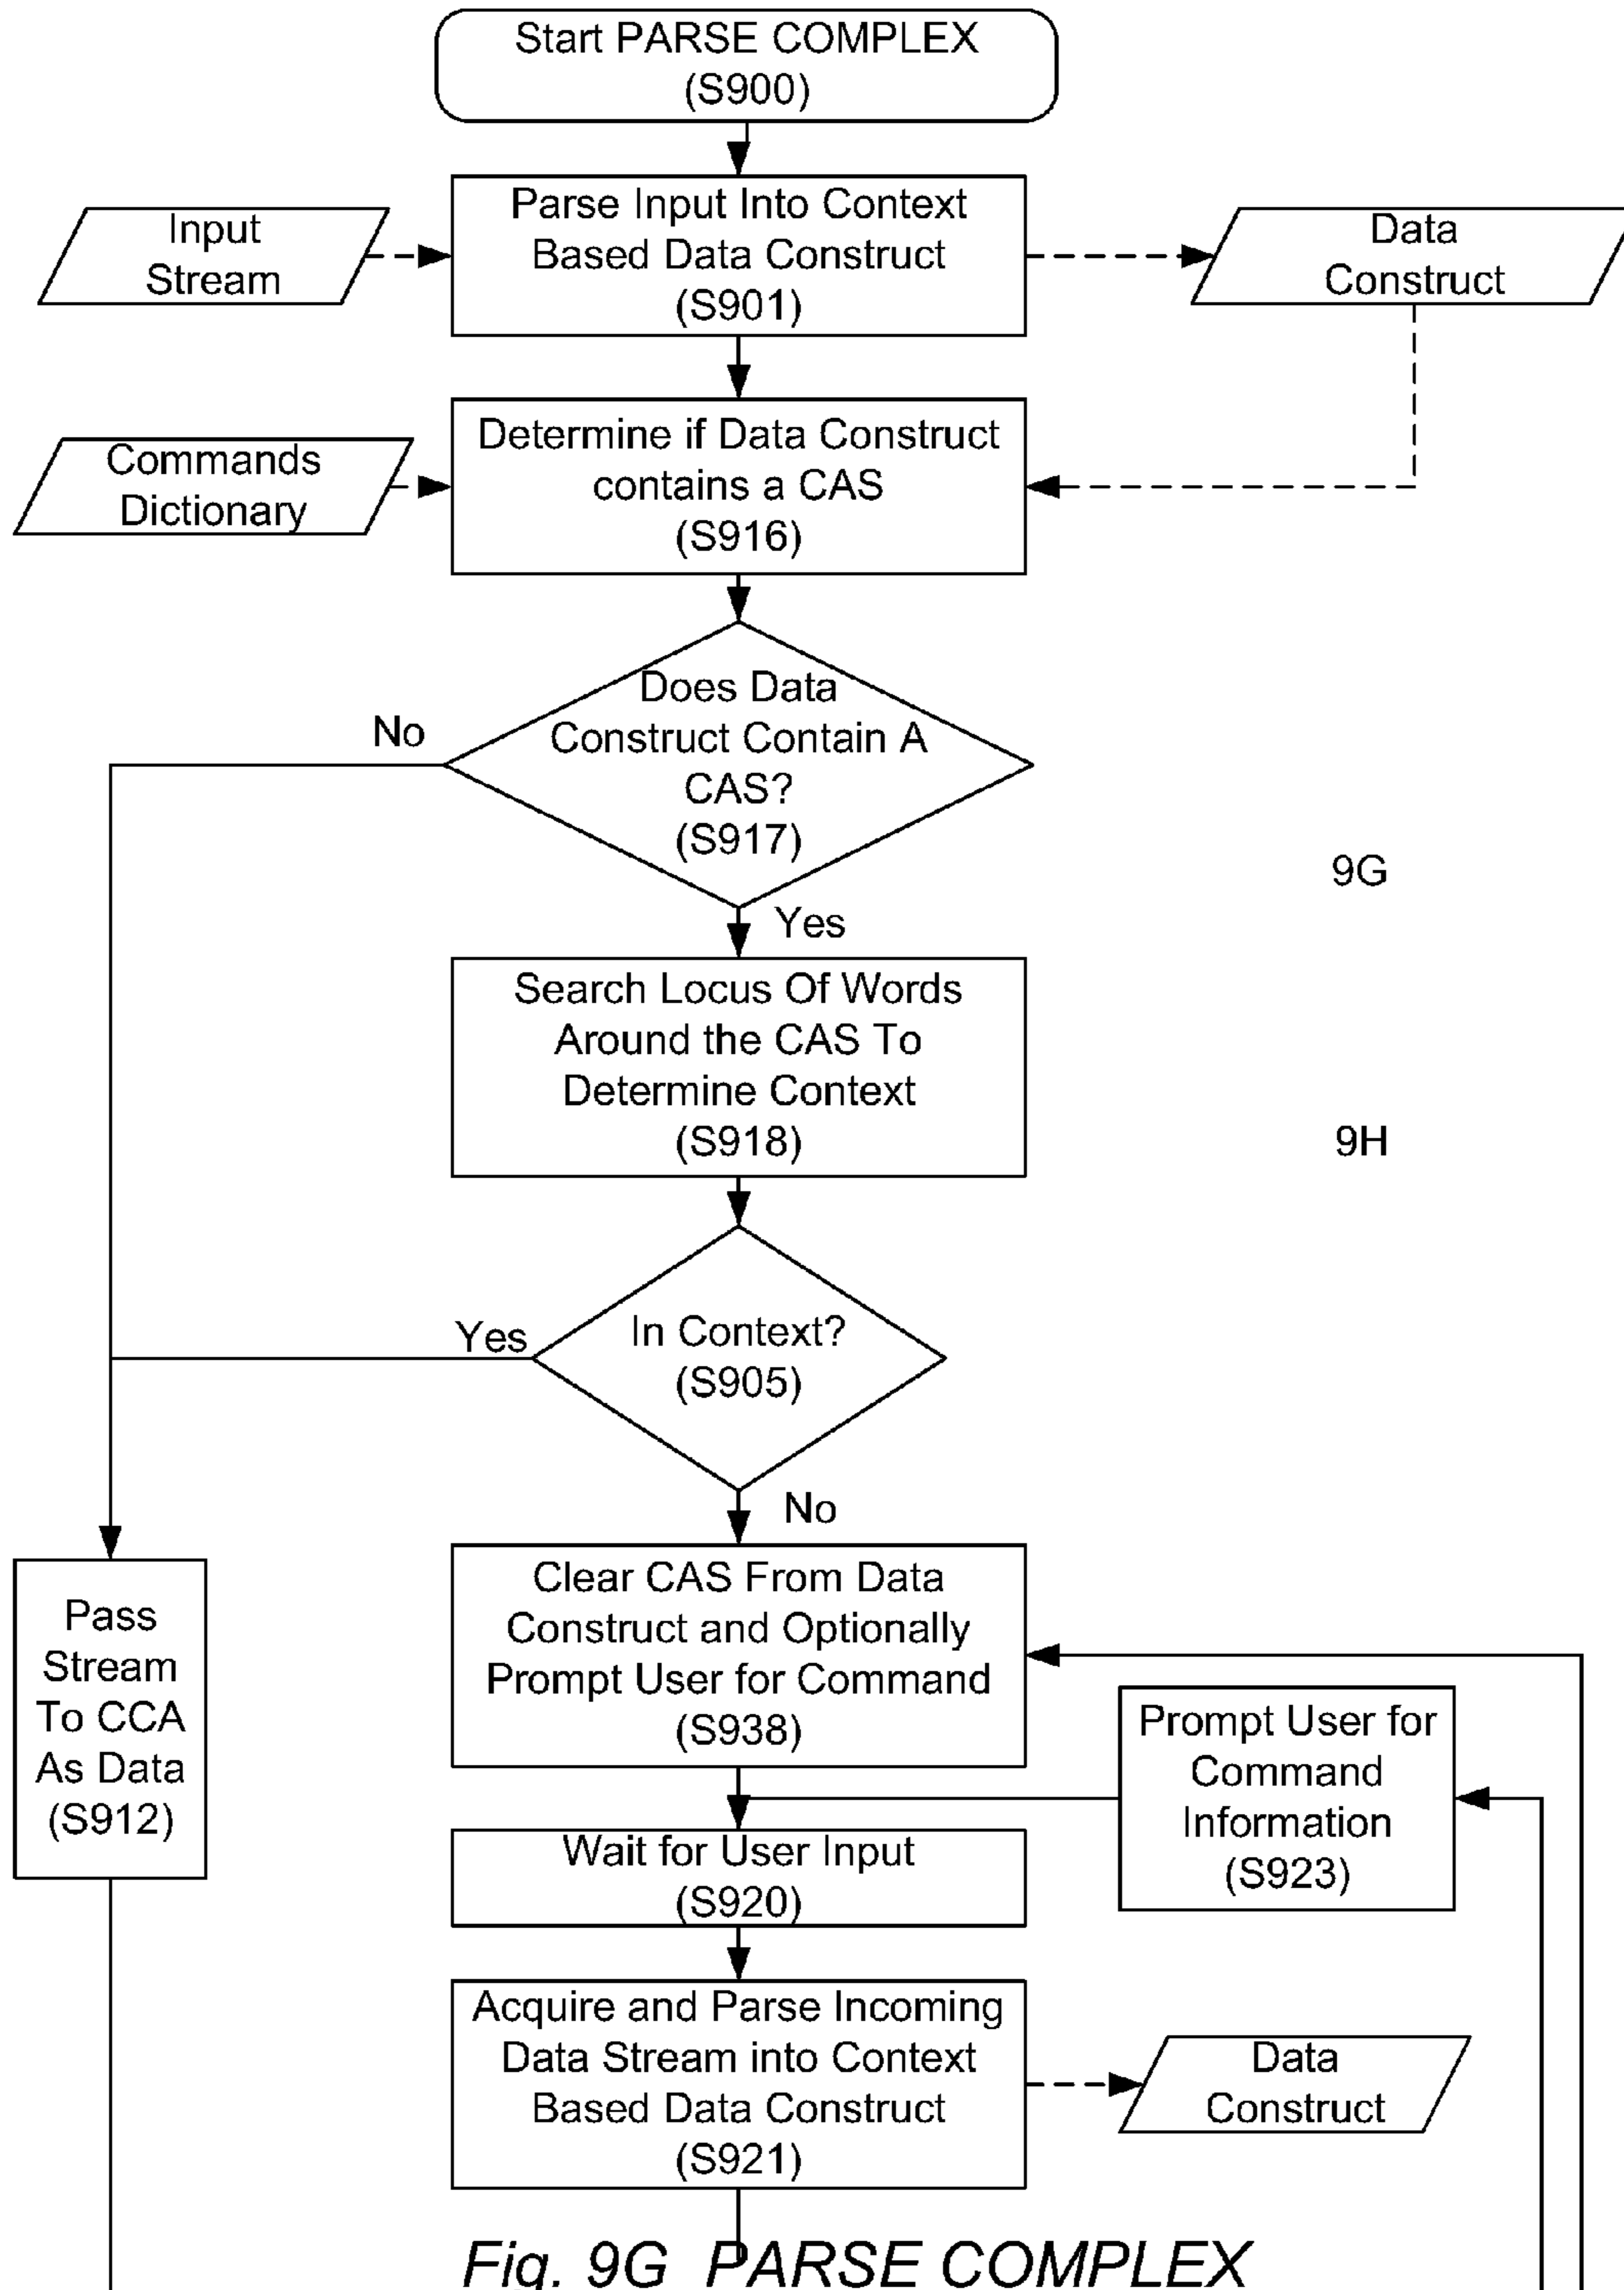 Start PARSE COMPLEX
(S900)
Parse Input Into Context
Based Data Construct
(S901)
Input
Stream
Data
Construct
Determine if Data Construct
contains a CAS
(S916)
Commands
Dictionary
Does Data
Construct Contain A
CAS?
(S917)
No
9G
Yes
Search Locus Of Words
Around the CAS To
Determine Context
(S918)
9H
In Context?
(S905)
Yes
No
Clear CAS From Data
Construct and Optionally
Prompt User for Command
(S938)
Pass
Stream
To CCA
As Data
(S912)
Prompt User for
Command
Information
(S923)
Wait for User Input
(S920)
Acquire and Parse Incoming
Data Stream into Context
Based Data Construct
(S921)
Data
Construct
Fig. 9G PARSE COMPLEX